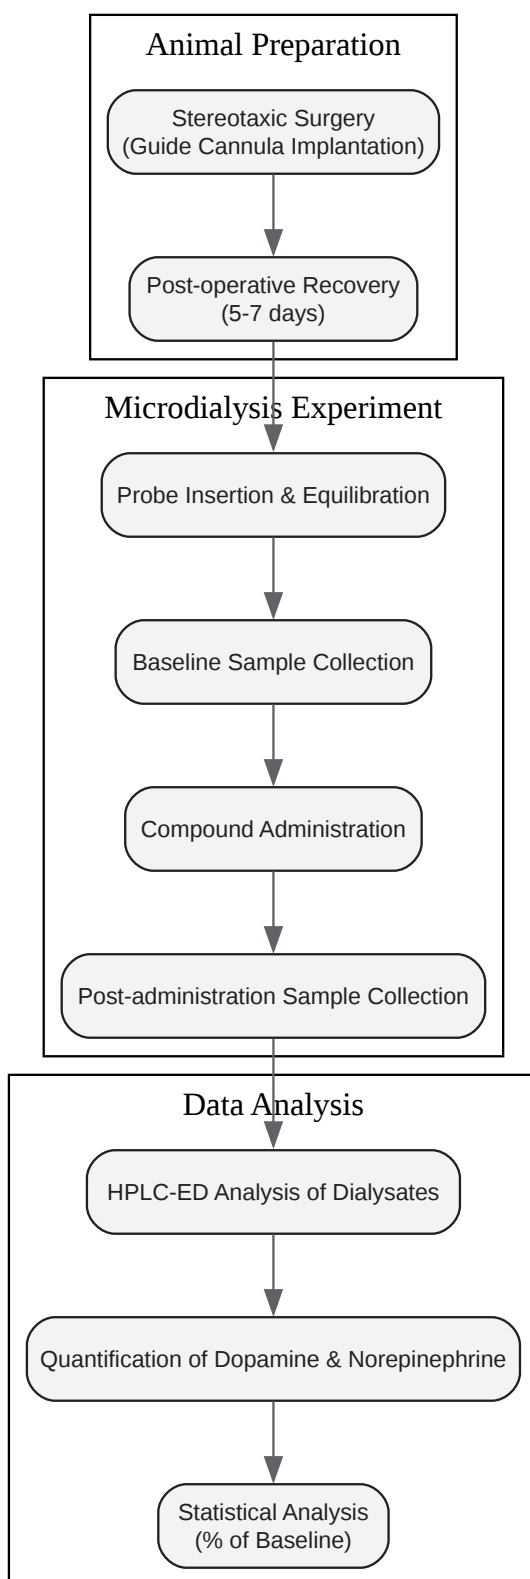 Animal Preparation
Stereotaxic Surgery
(Guide Cannula Implantation)
Post-operative Recovery
(5-7 days)
Microdialysis Experiment
Probe Insertion & Equilibration
Baseline Sample Collection
Compound Administration
Post-administration Sample Collection
Data Analysis
HPLC-ED Analysis of Dialysates
Quantification of Dopamine & Norepinephrine
Statistical Analysis
(% of Baseline)